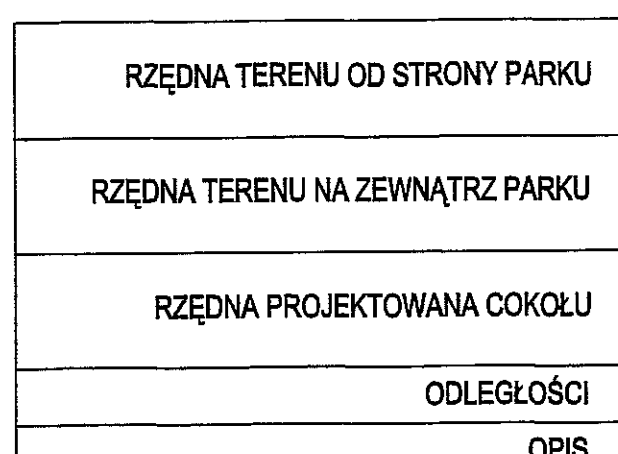 RZĘDNA TERENU OD STRONY PARKU
RZĘDNA TERENU NA ZEWNĄTRZ PARKU
RZĘDNA PROJEKTOWANA COKOŁU
ODLEGŁOŚCI
OPIS